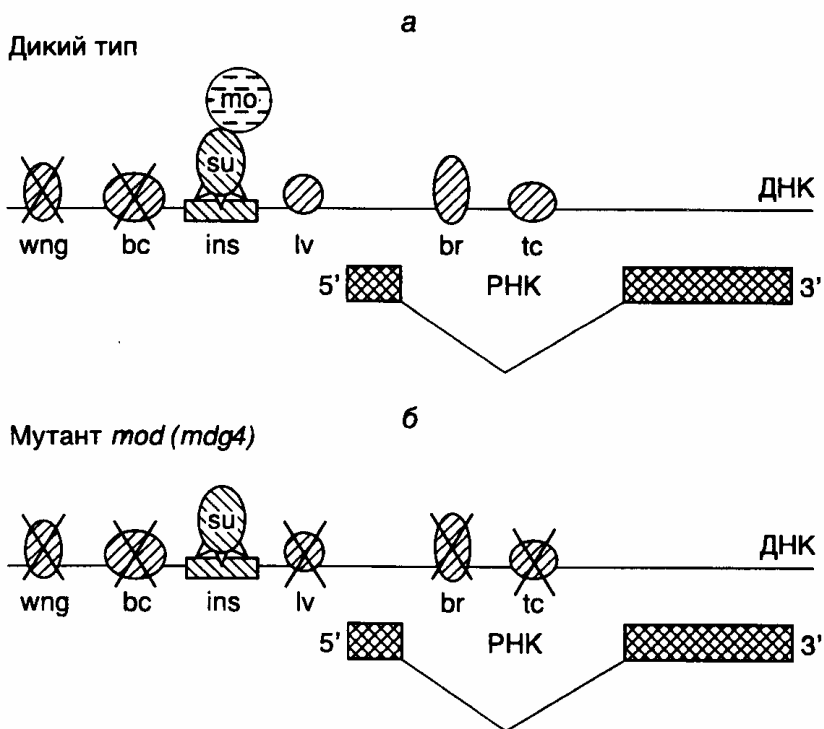 а
Дикий тип
mo
su
ДНК
wng bc ins lv br tc
5' РНК 3'
б
Мутант mod (mdg4)
su
ДНК
wng bc ins lv br tc
5' РНК 3'